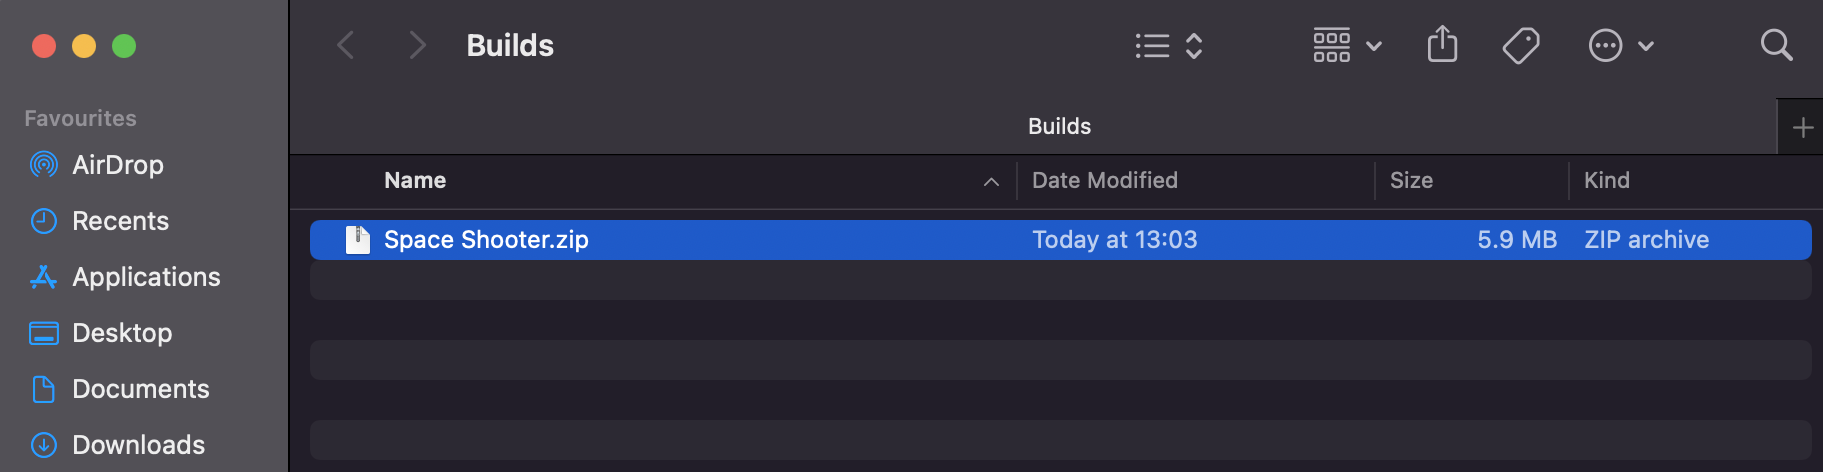 Builds
Favourites
AirDrop
Recents
Applications
Desktop
Documents
Downloads
Builds
Name Date Modified Size Kind
Space Shooter.zip Today at 13:03 5.9 MB ZIP archive